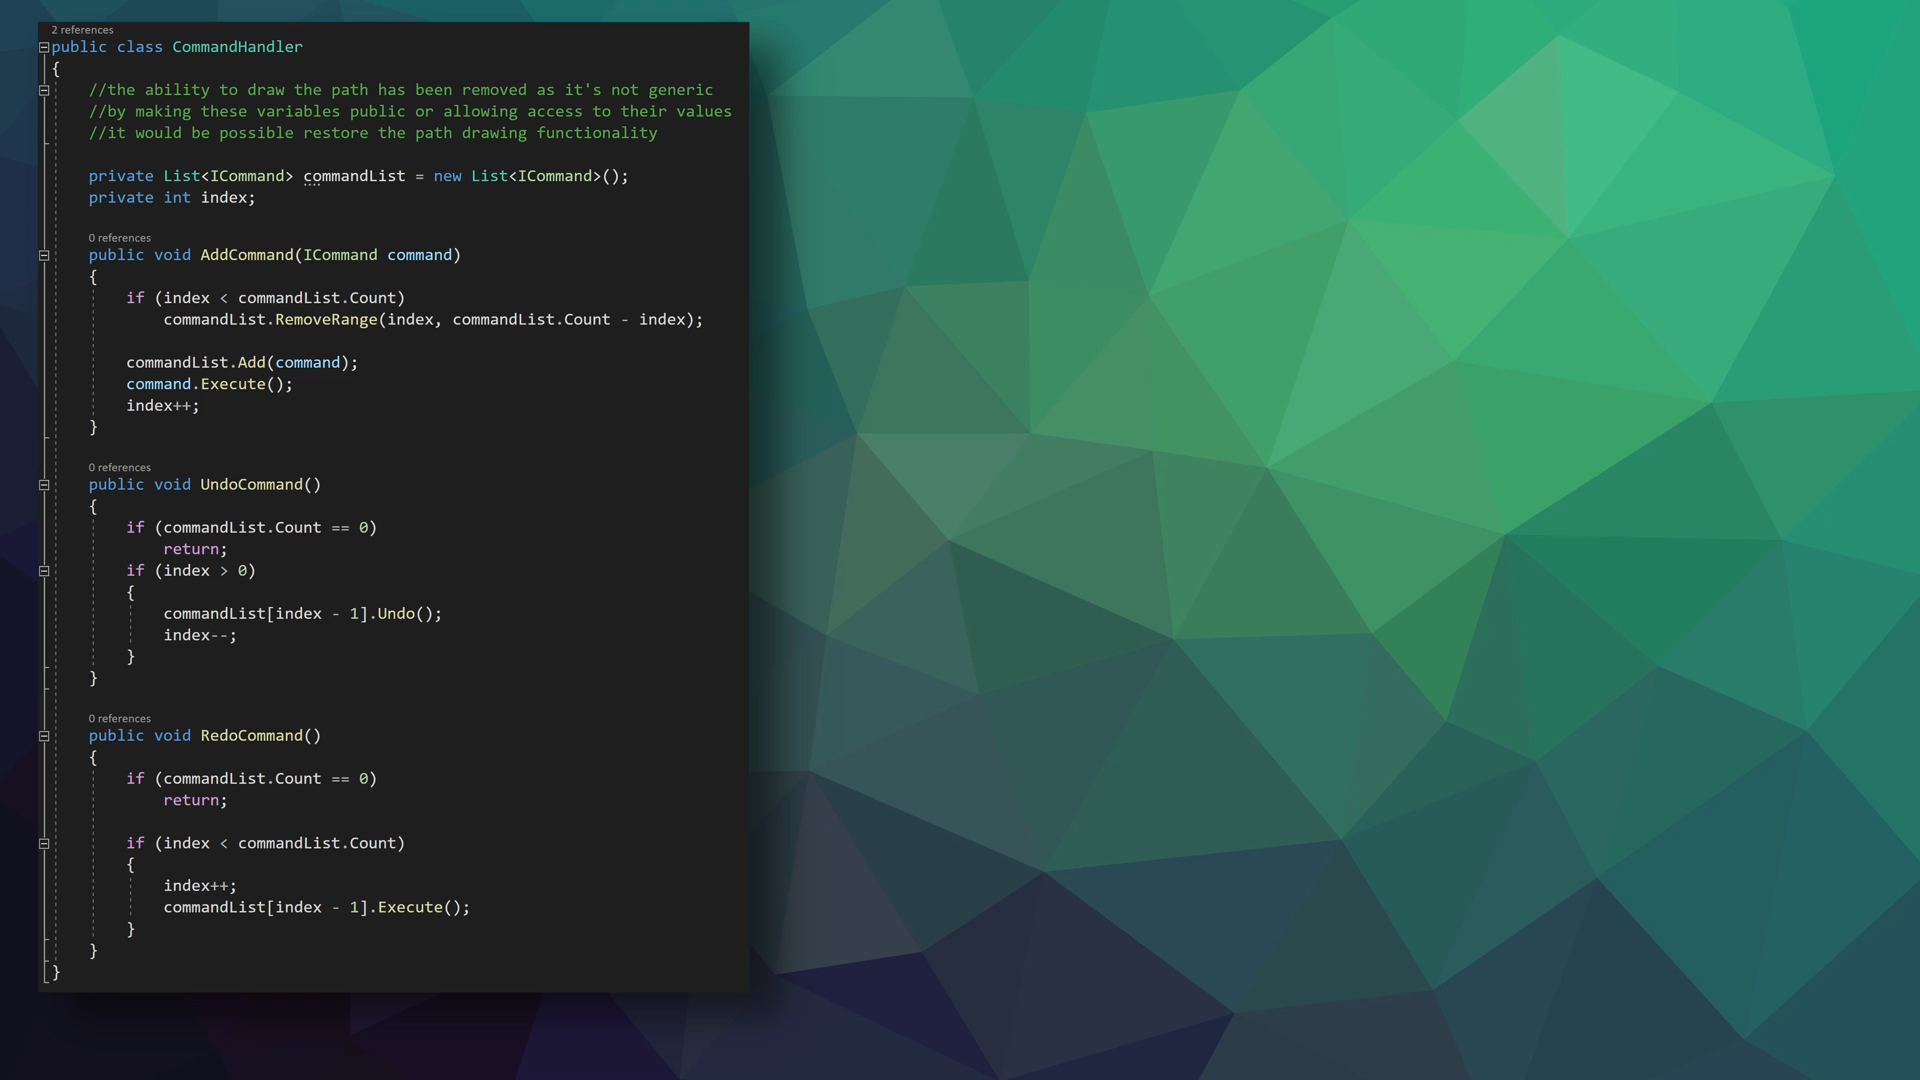 2 references
public class CommandHandler
{
//the ability to draw the path has been removed as it's not generic
//by making these variables public or allowing access to their values
//it would be possible restore the path drawing functionality
private List<ICommand> commandList = new List<ICommand>();
private int index;
0 references
public void AddCommand(ICommand command)
{
if (index < commandList.Count)
commandList.RemoveRange(index, commandList.Count - index);
commandList.Add(command);
command.Execute();
index++;
}
0 references
public void UndoCommand()
{
if (commandList.Count == 0)
return;
if (index > 0)
{
commandList[index - 1].Undo();
index--;
}
}
0 references
public void RedoCommand()
{
if (commandList.Count == 0)
return;
if (index < commandList.Count)
{
index++;
commandList[index - 1].Execute();
}
}
}